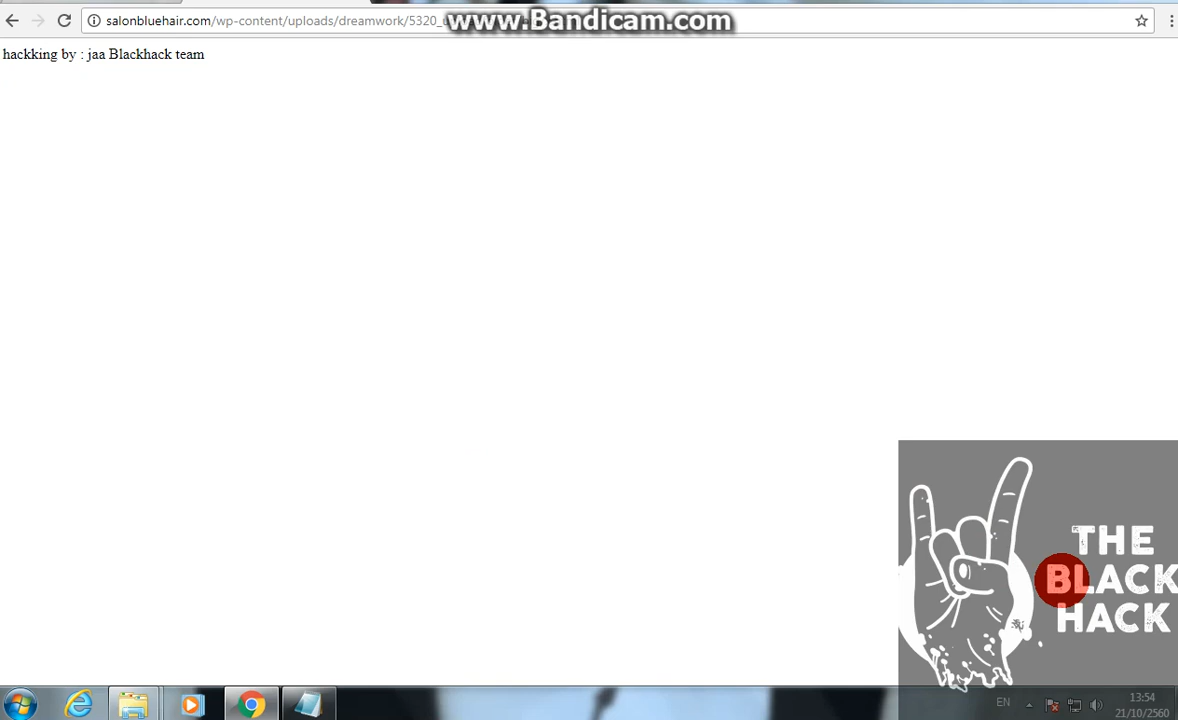 salonbluehair.com/wp-content/uploads/dreamwork/5320_
www.Bandicam.com
hackking by : jaa Blackhack team
THE
BLACK
HACK
EN
13:54
21/10/2560